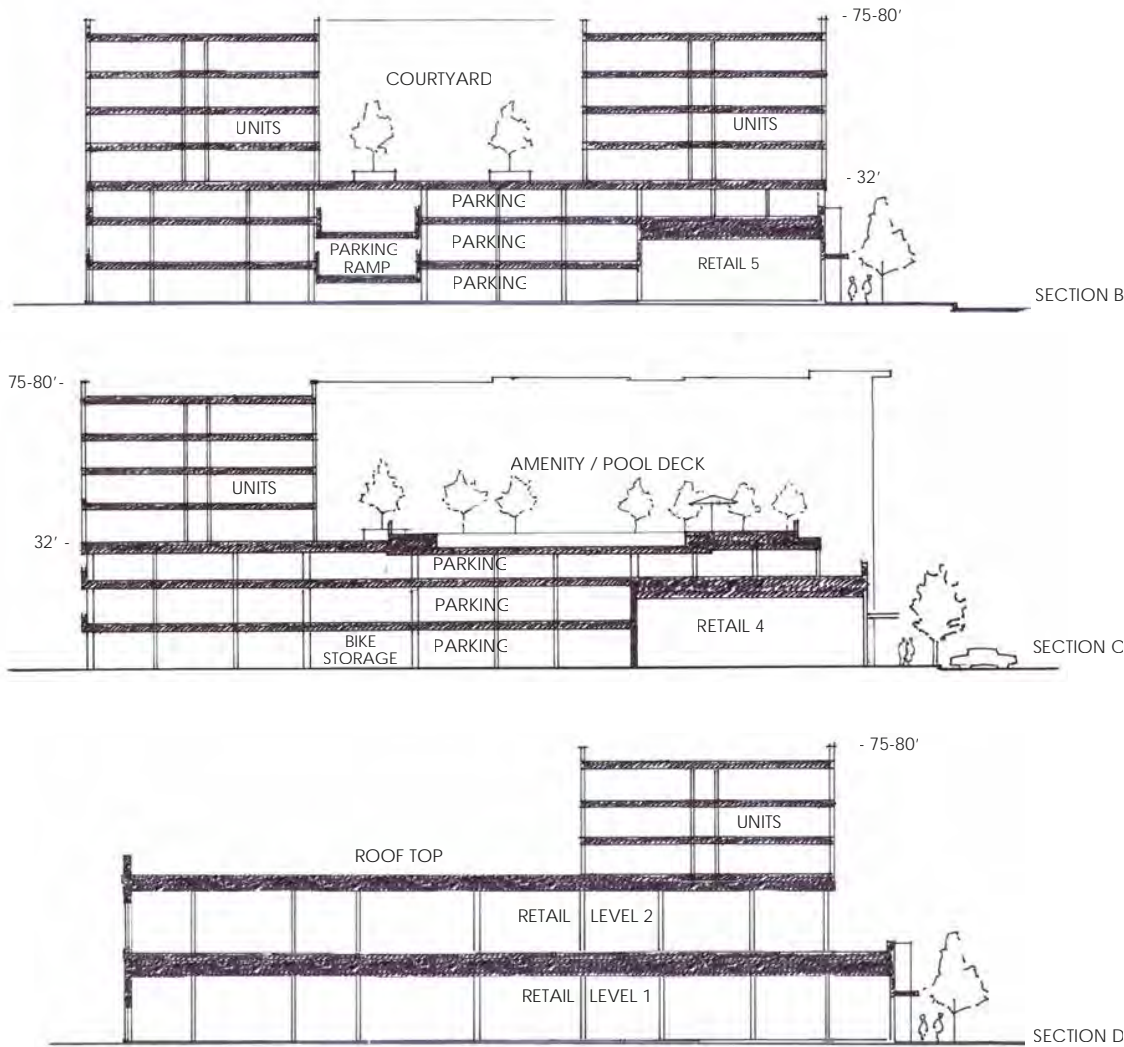 - 75-80'
COURTYARD
UNITS
UNITS
- 32'
PARKING
PARKING
PARKING
RAMP
RETAIL 5
PARKING
SECTION B
75-80' -
AMENITY / POOL DECK
UNITS
32' -
PARKING
PARKING
RETAIL 4
BIKE
STORAGE
PARKING
SECTION C
- 75-80'
UNITS
ROOF TOP
RETAIL LEVEL 2
RETAIL LEVEL 1
SECTION D